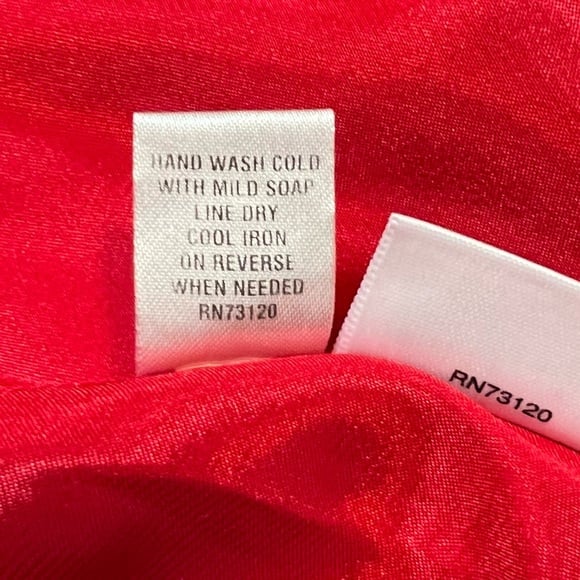 HAND WASH COLD
WITH MILD SOAP
LINE DRY
COOL IRON
ON REVERSE
WHEN NEEDED
RN73120
RN73120